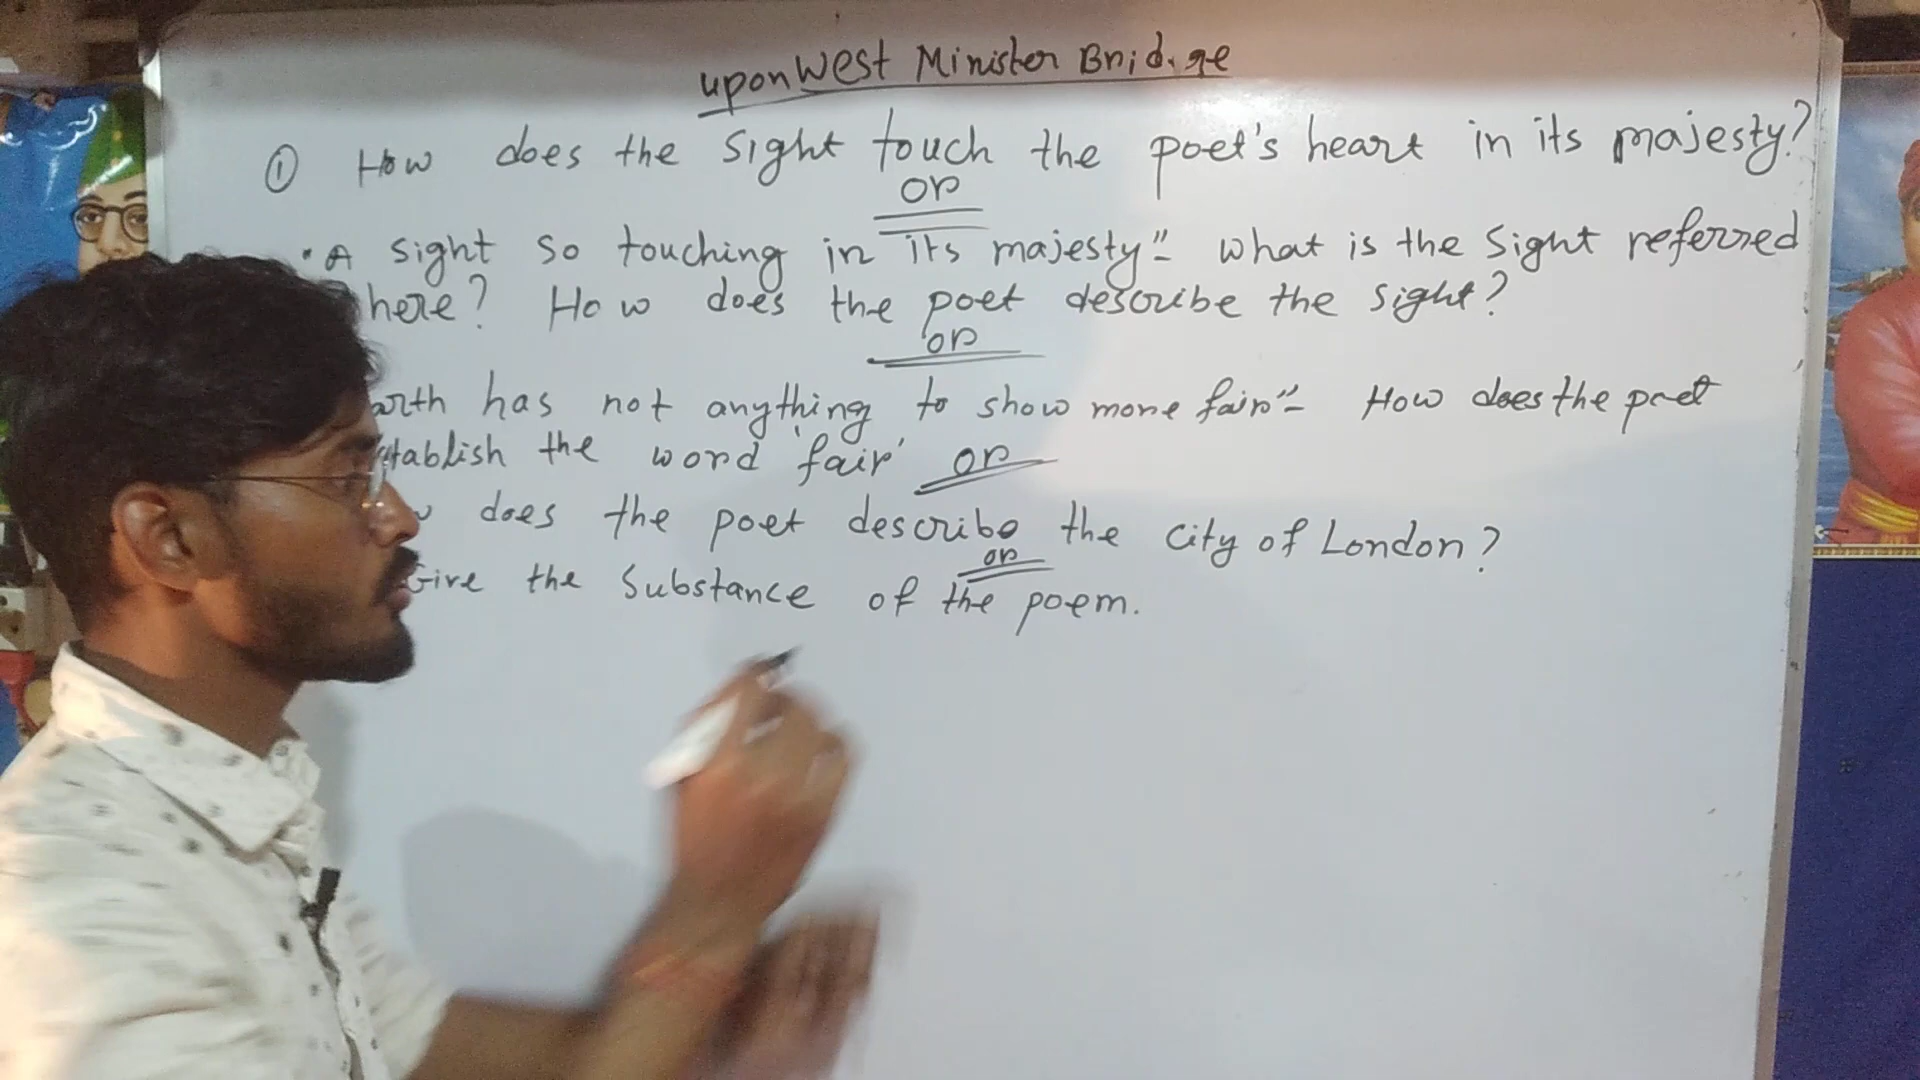 upon West Minister Bridge
① How does the sight touch the poet's heart in its majesty?
or
"A sight so touching in its majesty"- what is the sight referred
here? How does the poet describe the sight?
or
arth has not anything to show more fair"- How does the poet
tablish the word 'fair' or
w does the poet describe the city of London?
or
Give the substance of the poem.